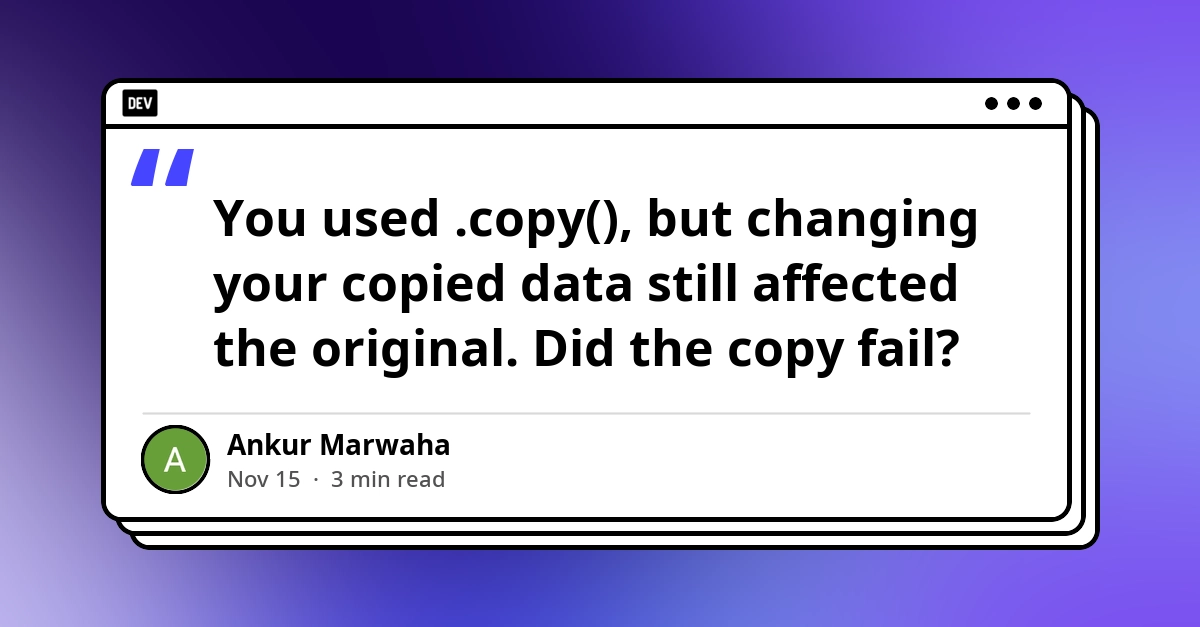 DEV
“
You used .copy(), but changing
your copied data still affected
the original. Did the copy fail?
A
Ankur Marwaha
Nov 15 · 3 min read